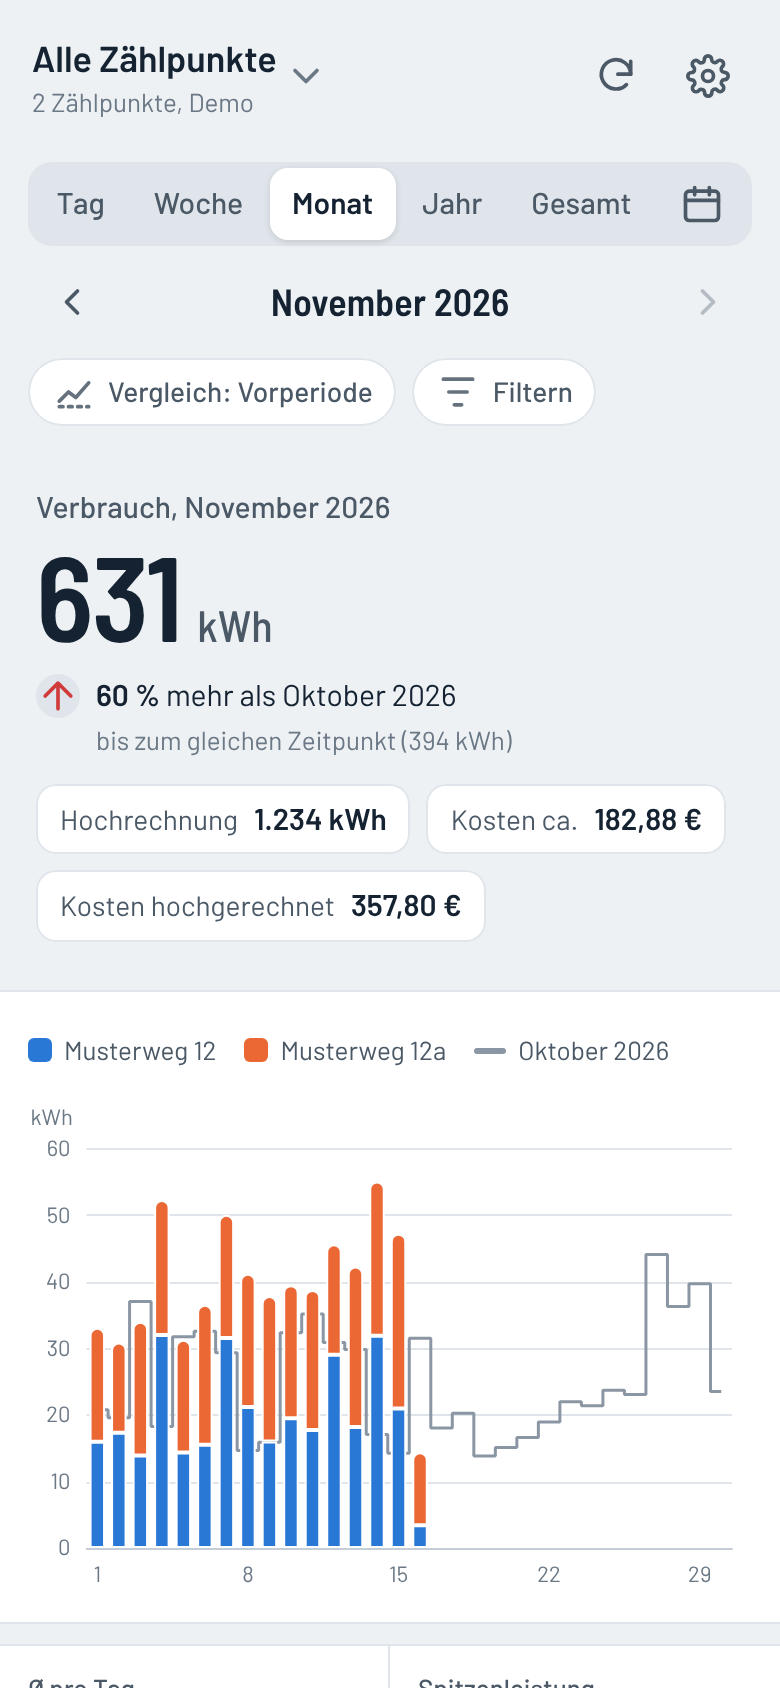 Alle Zählpunkte
2 Zählpunkte, Demo
Tag Woche Monat Jahr Gesamt
November 2026
Vergleich: Vorperiode Filtern
Verbrauch, November 2026
631 kWh
60 % mehr als Oktober 2026
bis zum gleichen Zeitpunkt (394 kWh)
Hochrechnung 1.234 kWh Kosten ca. 182,88 €
Kosten hochgerechnet 357,80 €
Musterweg 12 Musterweg 12a Oktober 2026
kWh
60
50
40
30
20
10
0
1 8 15 22 29
Ø pro Tag Spitzenleistung